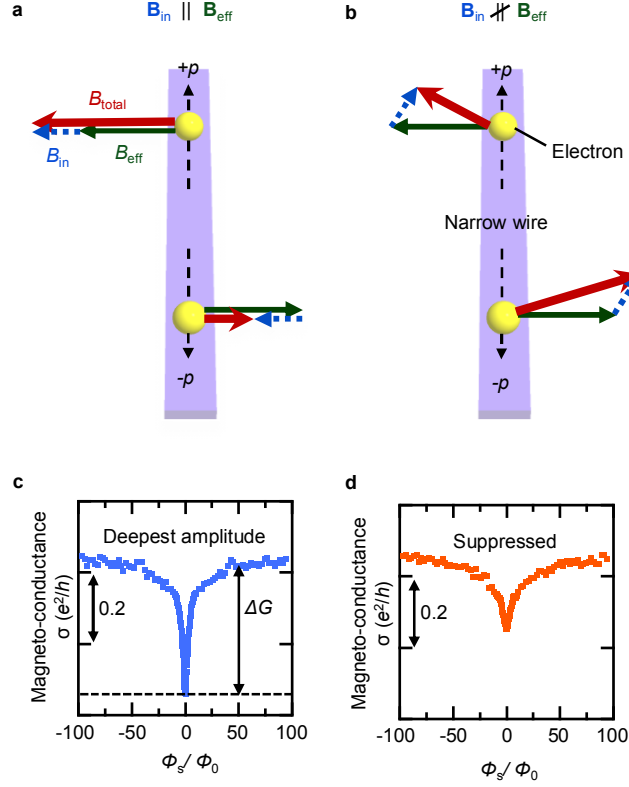 a
B_in || B_eff
+p
B_total
B_in
B_eff
-p
b
B_in ∦ B_eff
+p
Electron
Narrow wire
-p
c
Magneto-conductance
σ (e²/h)
Deepest amplitude
0.2
ΔG
-100 -50 0 50 100
Φ_s/ Φ_0
d
Magneto-conductance
σ (e²/h)
Suppressed
0.2
-100 -50 0 50 100
Φ_s/ Φ_0